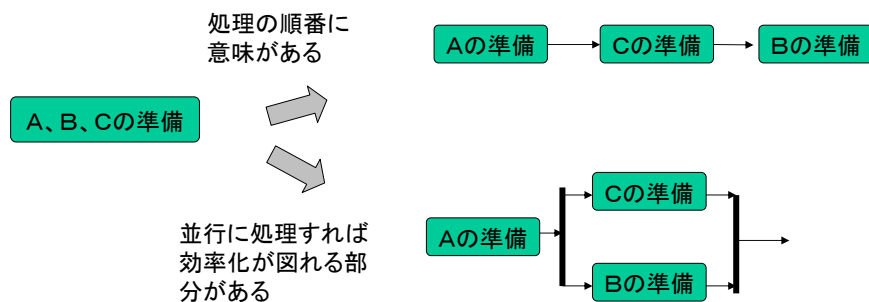 処理の順番に
意味がある
Aの準備
Cの準備
Bの準備
A、B、Cの準備
並行に処理すれば
効率化が図れる部
分がある
Aの準備
Cの準備
Bの準備